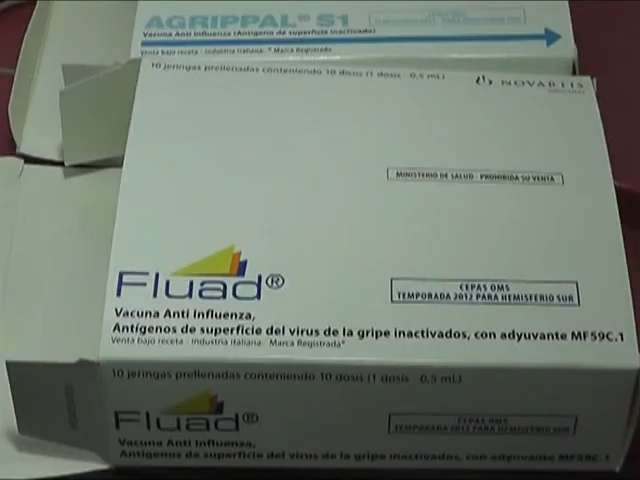 AGRIPPAL® S1
CEPAS OMS
Vacuna Anti Influenza (Antígeno de superficie inactivados)
Venta bajo receta - Industria Italiana: ® Marca Registrada
10 jeringas prellenadas conteniendo 10 dosis (1 dosis - 0,5 mL)
NOVARTIS
MINISTERIO DE SALUD - PROHIBIDA SU VENTA
Fluad®
CEPAS OMS
TEMPORADA 2012 PARA HEMISFERIO SUR
Vacuna Anti Influenza,
Antígenos de superficie del virus de la gripe inactivados, con adyuvante MF59C.1
Venta bajo receta - Industria Italiana: Marca Registrada®
10 jeringas prellenadas conteniendo 10 dosis (1 dosis - 0,5 mL)
Fluad®
CEPAS OMS
TEMPORADA 2012 PARA HEMISFERIO SUR
Vacuna Anti Influenza,
Antígenos de superficie del virus de la gripe inactivados, con adyuvante MF59C.1